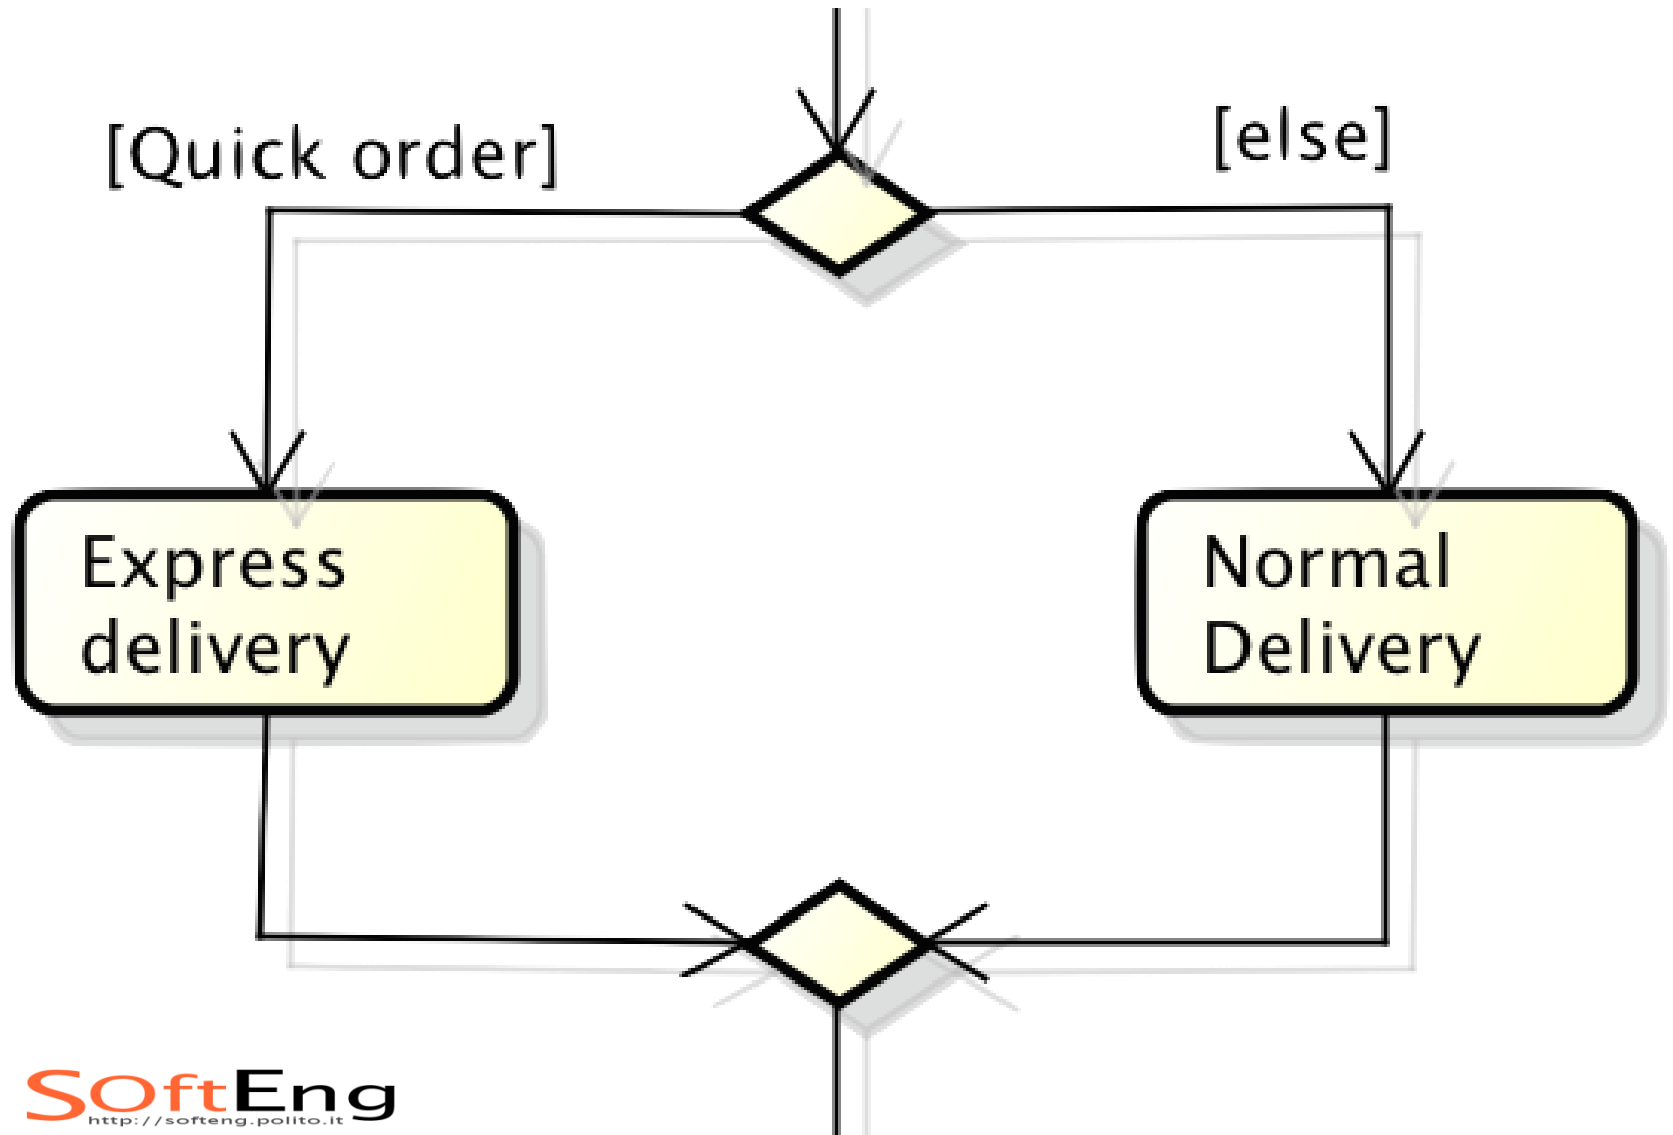 [Quick order]
[else]
Express
delivery
Normal
Delivery
SoftEng
http://softeng.polito.it